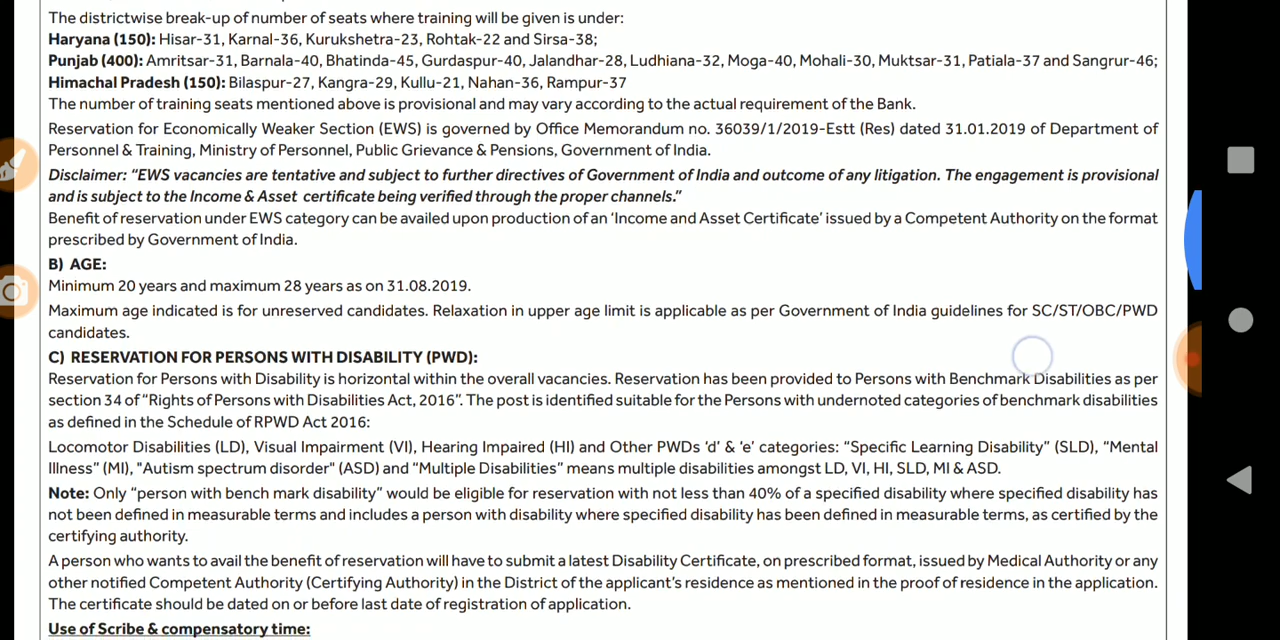 The districtwise break-up of number of seats where training will be given is under:
Haryana (150): Hisar-31, Karnal-36, Kurukshetra-23, Rohtak-22 and Sirsa-38;
Punjab (400): Amritsar-31, Barnala-40, Bhatinda-45, Gurdaspur-40, Jalandhar-28, Ludhiana-32, Moga-40, Mohali-30, Muktsar-31, Patiala-37 and Sangrur-46;
Himachal Pradesh (150): Bilaspur-27, Kangra-29, Kullu-21, Nahan-36, Rampur-37
The number of training seats mentioned above is provisional and may vary according to the actual requirement of the Bank.
Reservation for Economically Weaker Section (EWS) is governed by Office Memorandum no. 36039/1/2019-Estt (Res) dated 31.01.2019 of Department of
Personnel & Training, Ministry of Personnel, Public Grievance & Pensions, Government of India.
Disclaimer: “EWS vacancies are tentative and subject to further directives of Government of India and outcome of any litigation. The engagement is provisional
and is subject to the Income & Asset certificate being verified through the proper channels.”
Benefit of reservation under EWS category can be availed upon production of an ‘Income and Asset Certificate’ issued by a Competent Authority on the format
prescribed by Government of India.
B) AGE:
Minimum 20 years and maximum 28 years as on 31.08.2019.
Maximum age indicated is for unreserved candidates. Relaxation in upper age limit is applicable as per Government of India guidelines for SC/ST/OBC/PWD
candidates.
C) RESERVATION FOR PERSONS WITH DISABILITY (PWD):
Reservation for Persons with Disability is horizontal within the overall vacancies. Reservation has been provided to Persons with Benchmark Disabilities as per
section 34 of “Rights of Persons with Disabilities Act, 2016”. The post is identified suitable for the Persons with undernoted categories of benchmark disabilities
as defined in the Schedule of RPWD Act 2016:
Locomotor Disabilities (LD), Visual Impairment (VI), Hearing Impaired (HI) and Other PWDs ‘d’ & ‘e’ categories: “Specific Learning Disability” (SLD), “Mental
Illness” (MI), "Autism spectrum disorder" (ASD) and “Multiple Disabilities” means multiple disabilities amongst LD, VI, HI, SLD, MI & ASD.
Note: Only “person with bench mark disability” would be eligible for reservation with not less than 40% of a specified disability where specified disability has
not been defined in measurable terms and includes a person with disability where specified disability has been defined in measurable terms, as certified by the
certifying authority.
A person who wants to avail the benefit of reservation will have to submit a latest Disability Certificate, on prescribed format, issued by Medical Authority or any
other notified Competent Authority (Certifying Authority) in the District of the applicant’s residence as mentioned in the proof of residence in the application.
The certificate should be dated on or before last date of registration of application.
Use of Scribe & compensatory time: